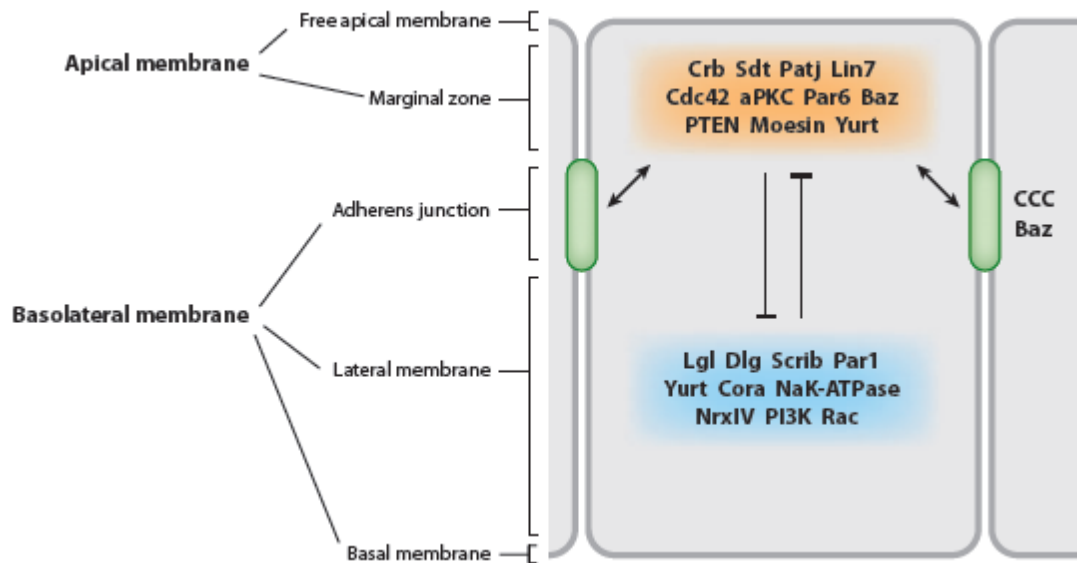 Free apical membrane
Apical membrane
Marginal zone
Adherens junction
Basolateral membrane
Lateral membrane
Basal membrane
Crb Sdt Patj Lin7
Cdc42 aPKC Par6 Baz
PTEN Moesin Yurt
CCC
Baz
Lgl Dlg Scrib Par1
Yurt Cora NaK-ATPase
NrxIV PI3K Rac